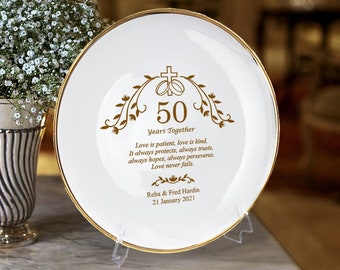 50
Years Together
Love is patient, love is kind,
It always protects, always trusts,
always hopes, always perseveres.
Love never fails.
Reba & Fred Hardin
21 January 2021